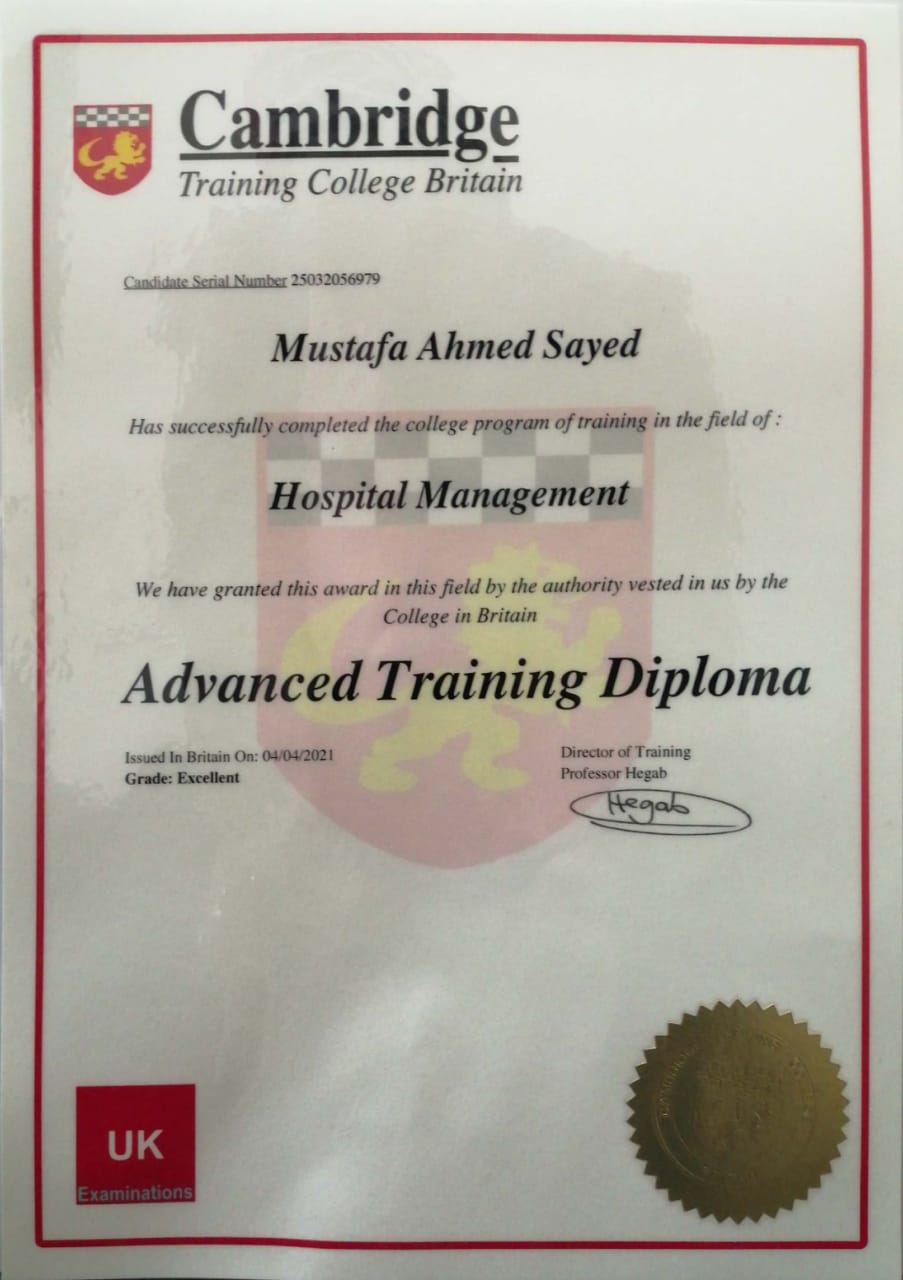 Cambridge
Training College Britain
Candidate Serial Number 25032056979
Mustafa Ahmed Sayed
Has successfully completed the college program of training in the field of :
Hospital Management
We have granted this award in this field by the authority vested in us by the
College in Britain
Advanced Training Diploma
Issued In Britain On: 04/04/2021
Grade: Excellent
Director of Training
Professor Hegab
Hegab
UK
Examinations